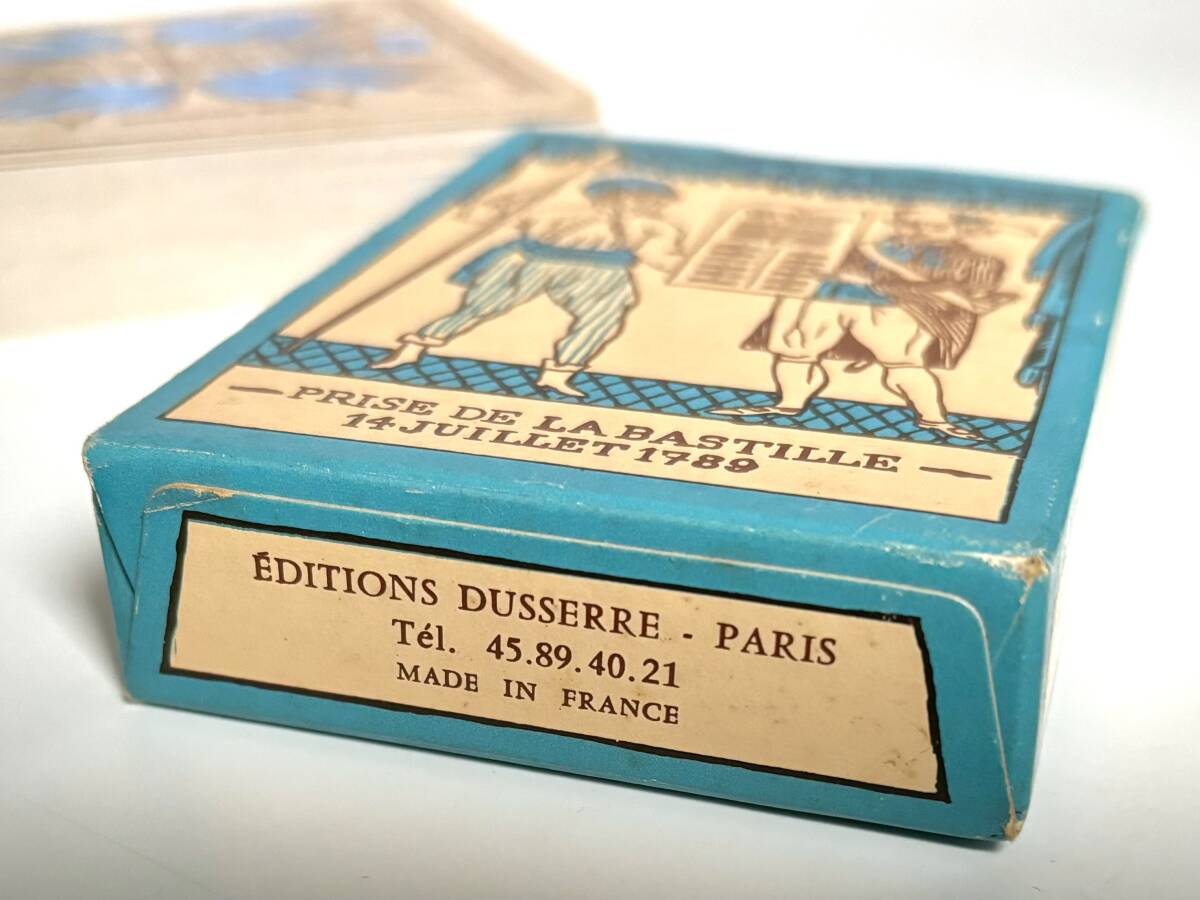 PRISE DE LA BASTILLE
14 JUILLET 1789
ÉDITIONS DUSSERRE - PARIS
Tél. 45.89.40.21
MADE IN FRANCE